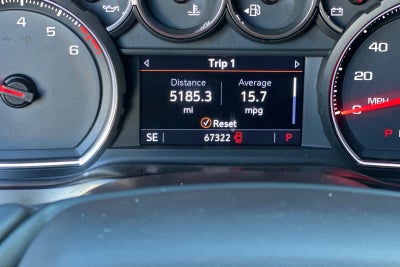 Trip 1
Distance Average
5185.3 15.7
mi mpg
Reset
SE 67322 P
4 5 6
0 20 40
MPH
P